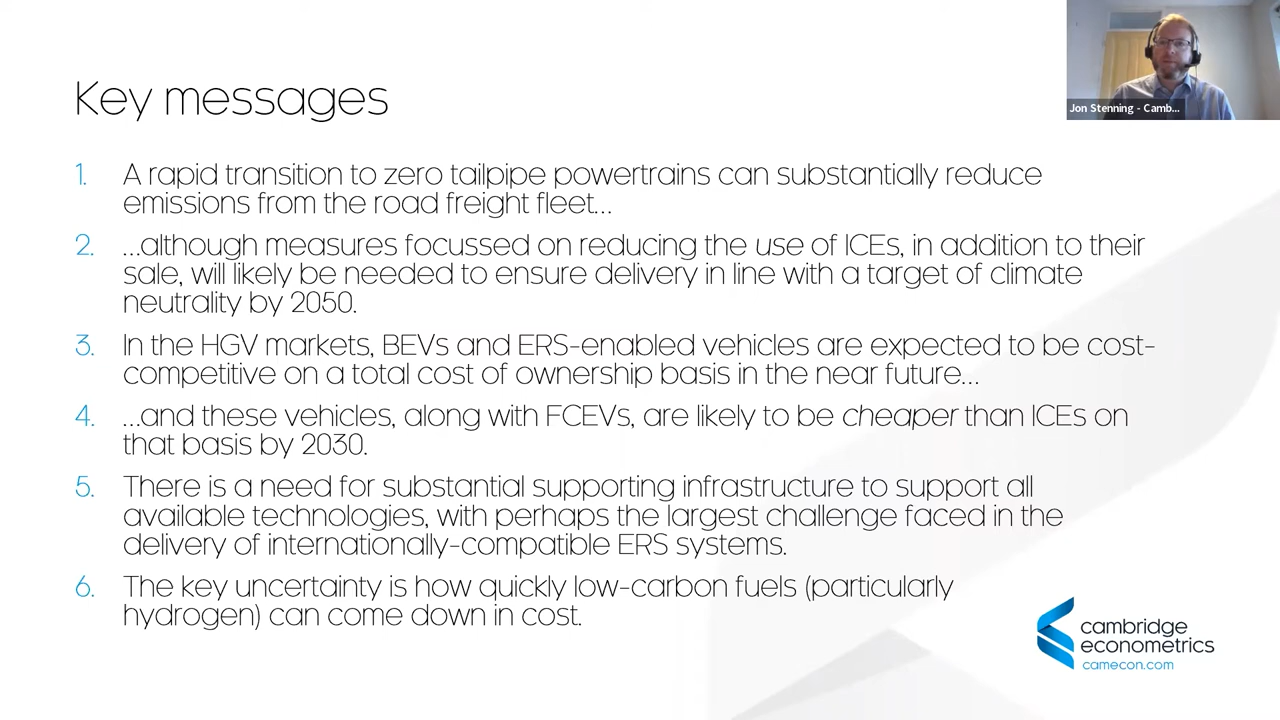 Key messages
Jon Stenning - Camb...
1. A rapid transition to zero tailpipe powertrains can substantially reduce
emissions from the road freight fleet...
2. ...although measures focussed on reducing the use of ICEs, in addition to their
sale, will likely be needed to ensure delivery in line with a target of climate
neutrality by 2050.
3. In the HGV markets, BEVs and ERS-enabled vehicles are expected to be cost-
competitive on a total cost of ownership basis in the near future...
4. ...and these vehicles, along with FCEVs, are likely to be cheaper than ICEs on
that basis by 2030.
5. There is a need for substantial supporting infrastructure to support all
available technologies, with perhaps the largest challenge faced in the
delivery of internationally-compatible ERS systems.
6. The key uncertainty is how quickly low-carbon fuels (particularly
hydrogen) can come down in cost.
cambridge
econometrics
camecon.com